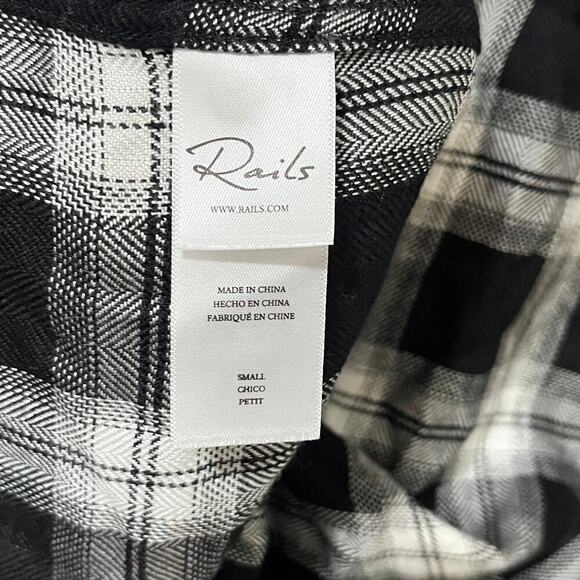 Rails
WWW.RAILS.COM
MADE IN CHINA
HECHO EN CHINA
FABRIQUÉ EN CHINE
SMALL
CHICO
PETIT